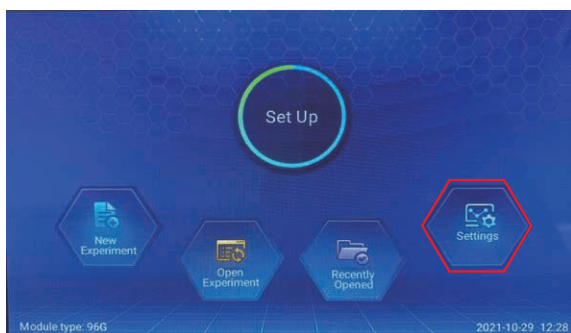 Set Up
New
Experiment
Open
Experiment
Recently
Opened
Settings
Module type: 96G
2021-10-29 12:28